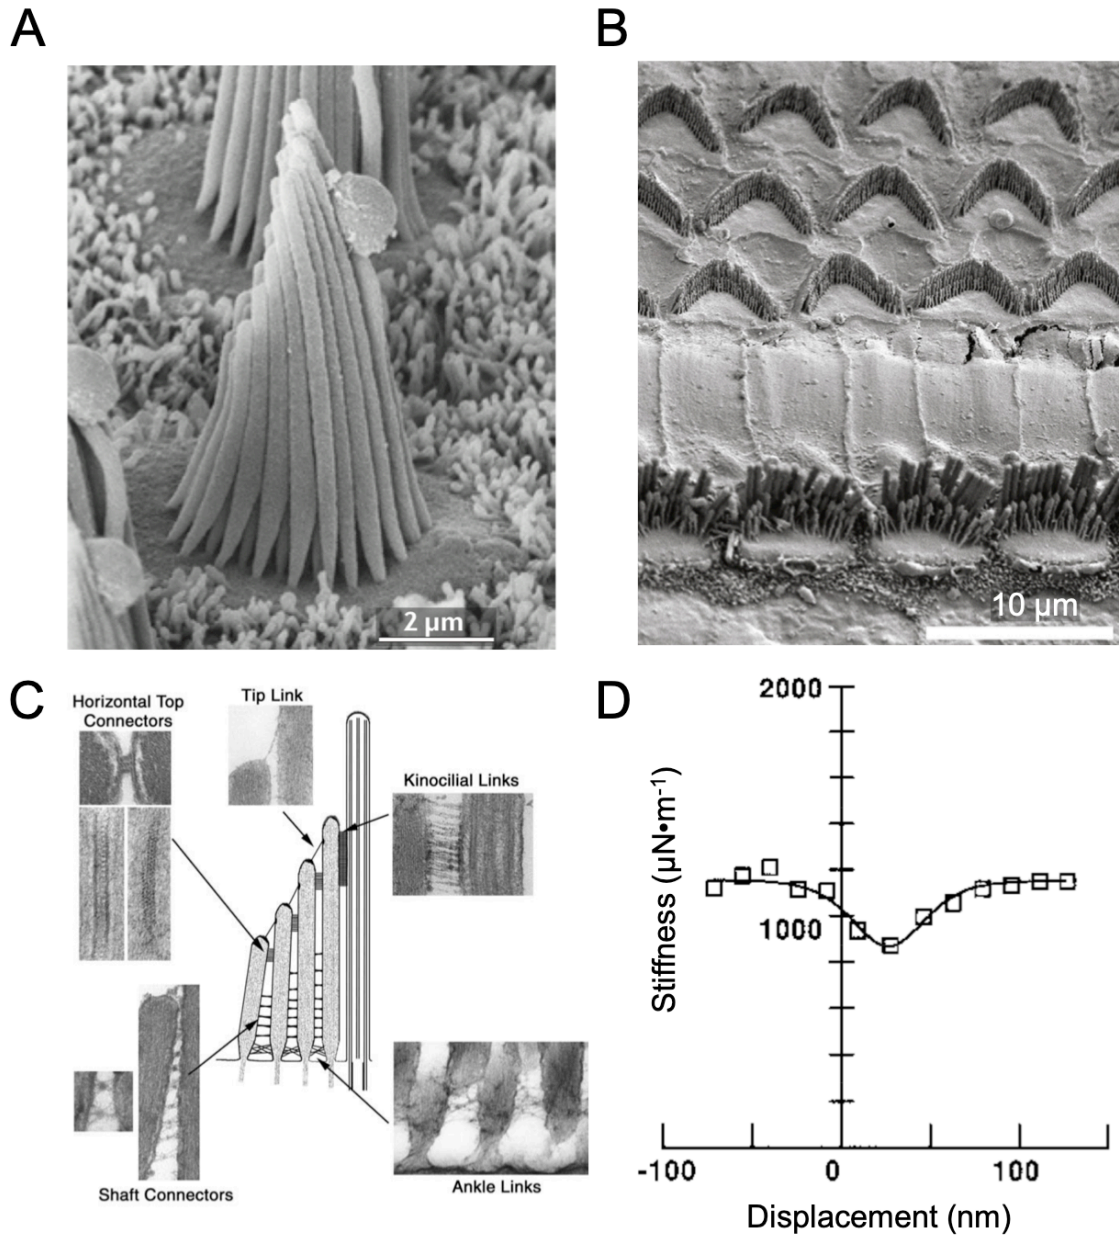 A
2 μm
B
10 μm
C
Horizontal Top
Connectors
Tip Link
Kinocilial Links
Shaft Connectors
Ankle Links
D
2000
1000
Stiffness (μN•m-1)
-100
0
100
Displacement (nm)